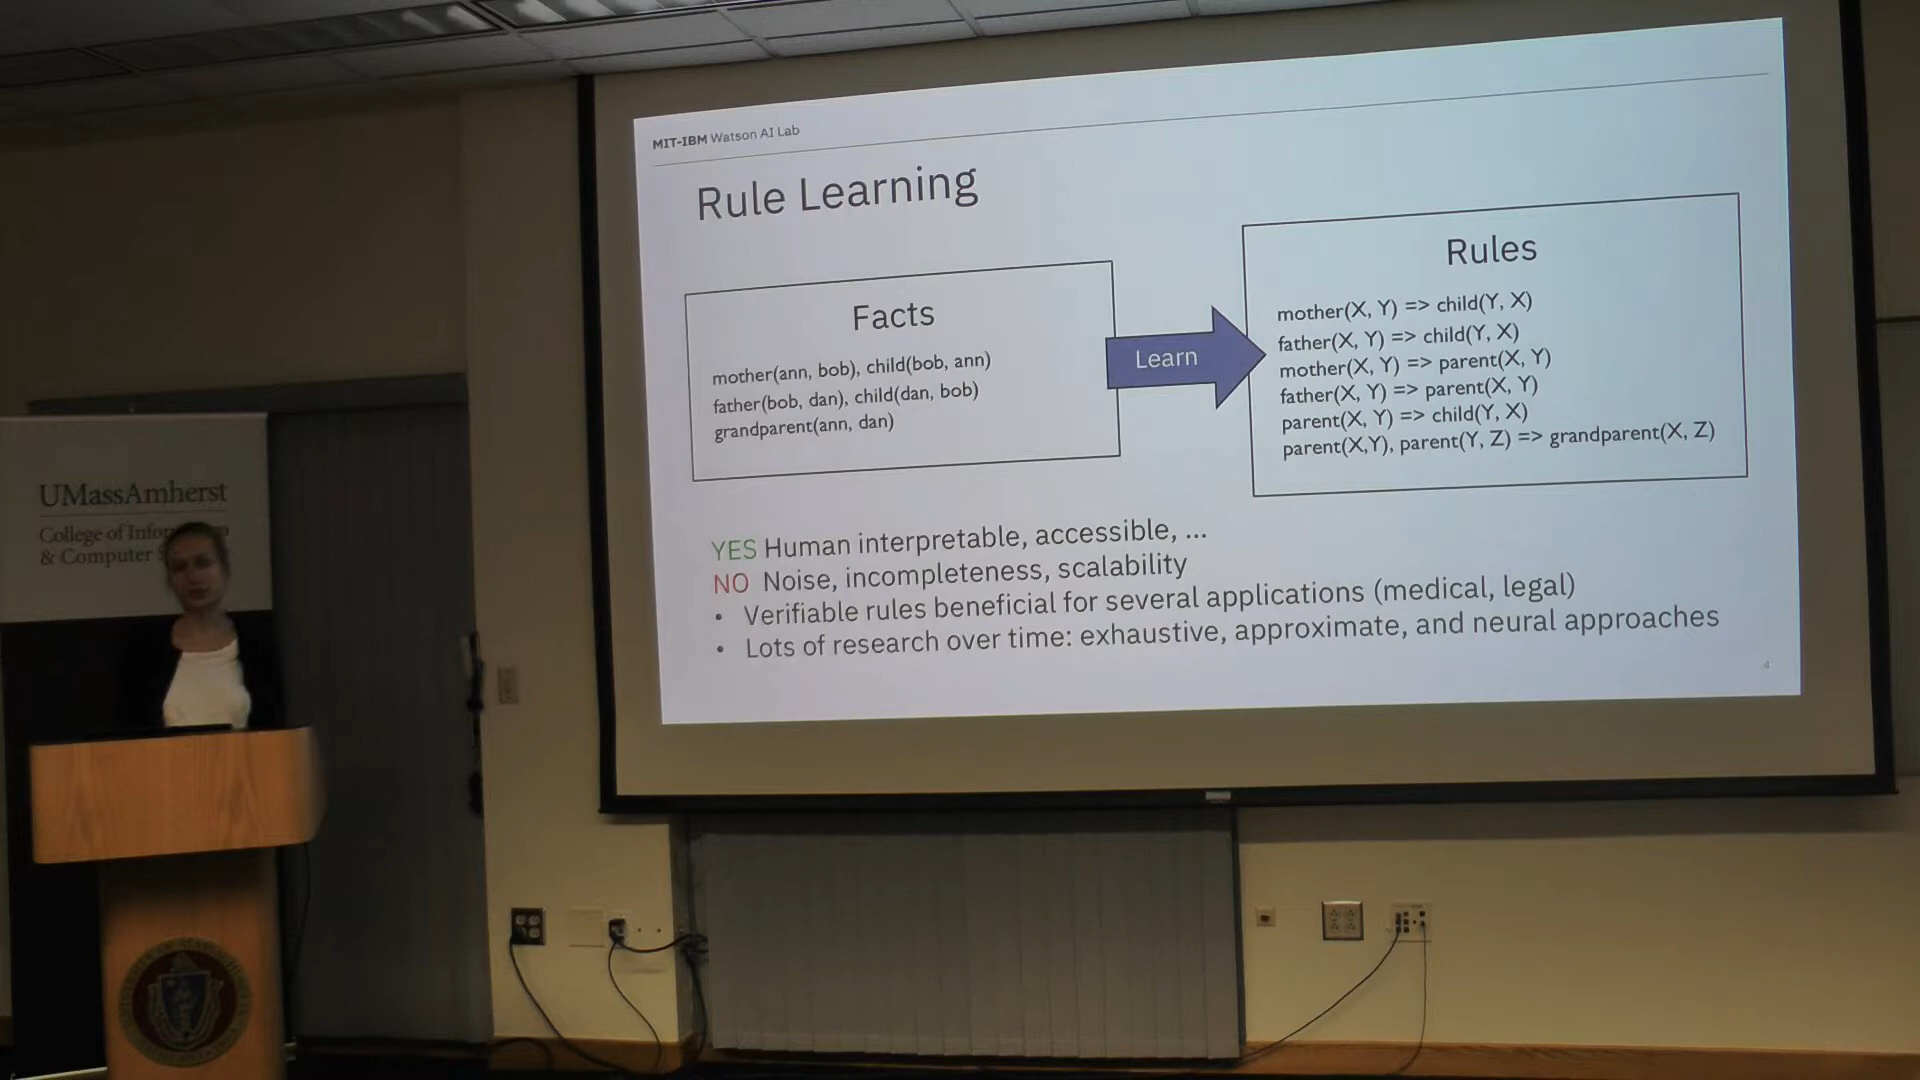 MIT-IBM Watson AI Lab
Rule Learning
Facts
mother(ann, bob), child(bob, ann)
father(bob, dan), child(dan, bob)
grandparent(ann, dan)
Learn
Rules
mother(X, Y) => child(Y, X)
father(X, Y) => child(Y, X)
mother(X, Y) => parent(X, Y)
father(X, Y) => parent(X, Y)
parent(X, Y) => child(Y, X)
parent(X,Y), parent(Y, Z) => grandparent(X, Z)
YES Human interpretable, accessible, ...
NO Noise, incompleteness, scalability
• Verifiable rules beneficial for several applications (medical, legal)
• Lots of research over time: exhaustive, approximate, and neural approaches
4
UMassAmherst
College of
& Computer